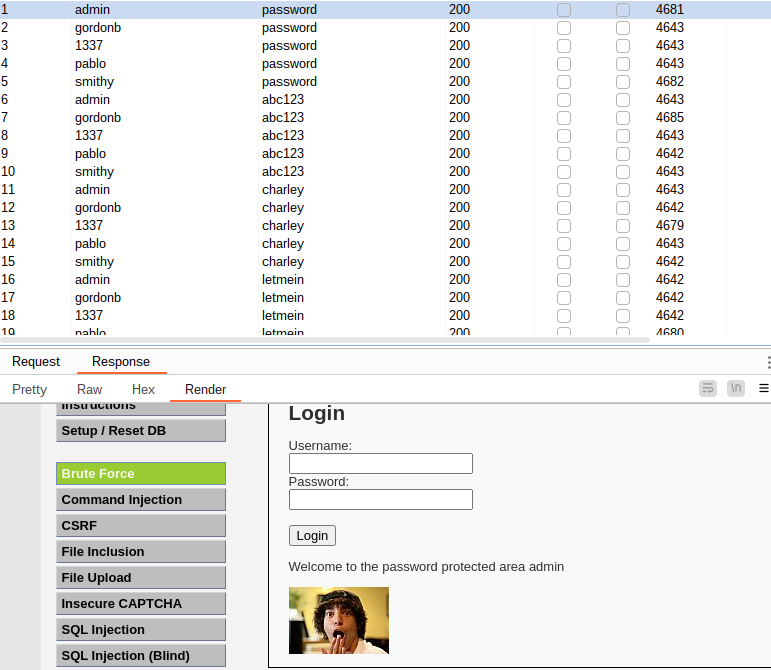 1 admin password 200 4681
2 gordonb password 200 4643
3 1337 password 200 4643
4 pablo password 200 4643
5 smithy password 200 4682
6 admin abc123 200 4643
7 gordonb abc123 200 4685
8 1337 abc123 200 4643
9 pablo abc123 200 4642
10 smithy abc123 200 4643
11 admin charley 200 4643
12 gordonb charley 200 4642
13 1337 charley 200 4679
14 pablo charley 200 4643
15 smithy charley 200 4642
16 admin letmein 200 4642
17 gordonb letmein 200 4642
18 1337 letmein 200 4642
19 pablo letmein 200 4680
Request Response
Pretty Raw Hex Render \n
Instructions
Setup / Reset DB
Brute Force
Command Injection
CSRF
File Inclusion
File Upload
Insecure CAPTCHA
SQL Injection
SQL Injection (Blind)
Login
Username:
Password:
Login
Welcome to the password protected area admin